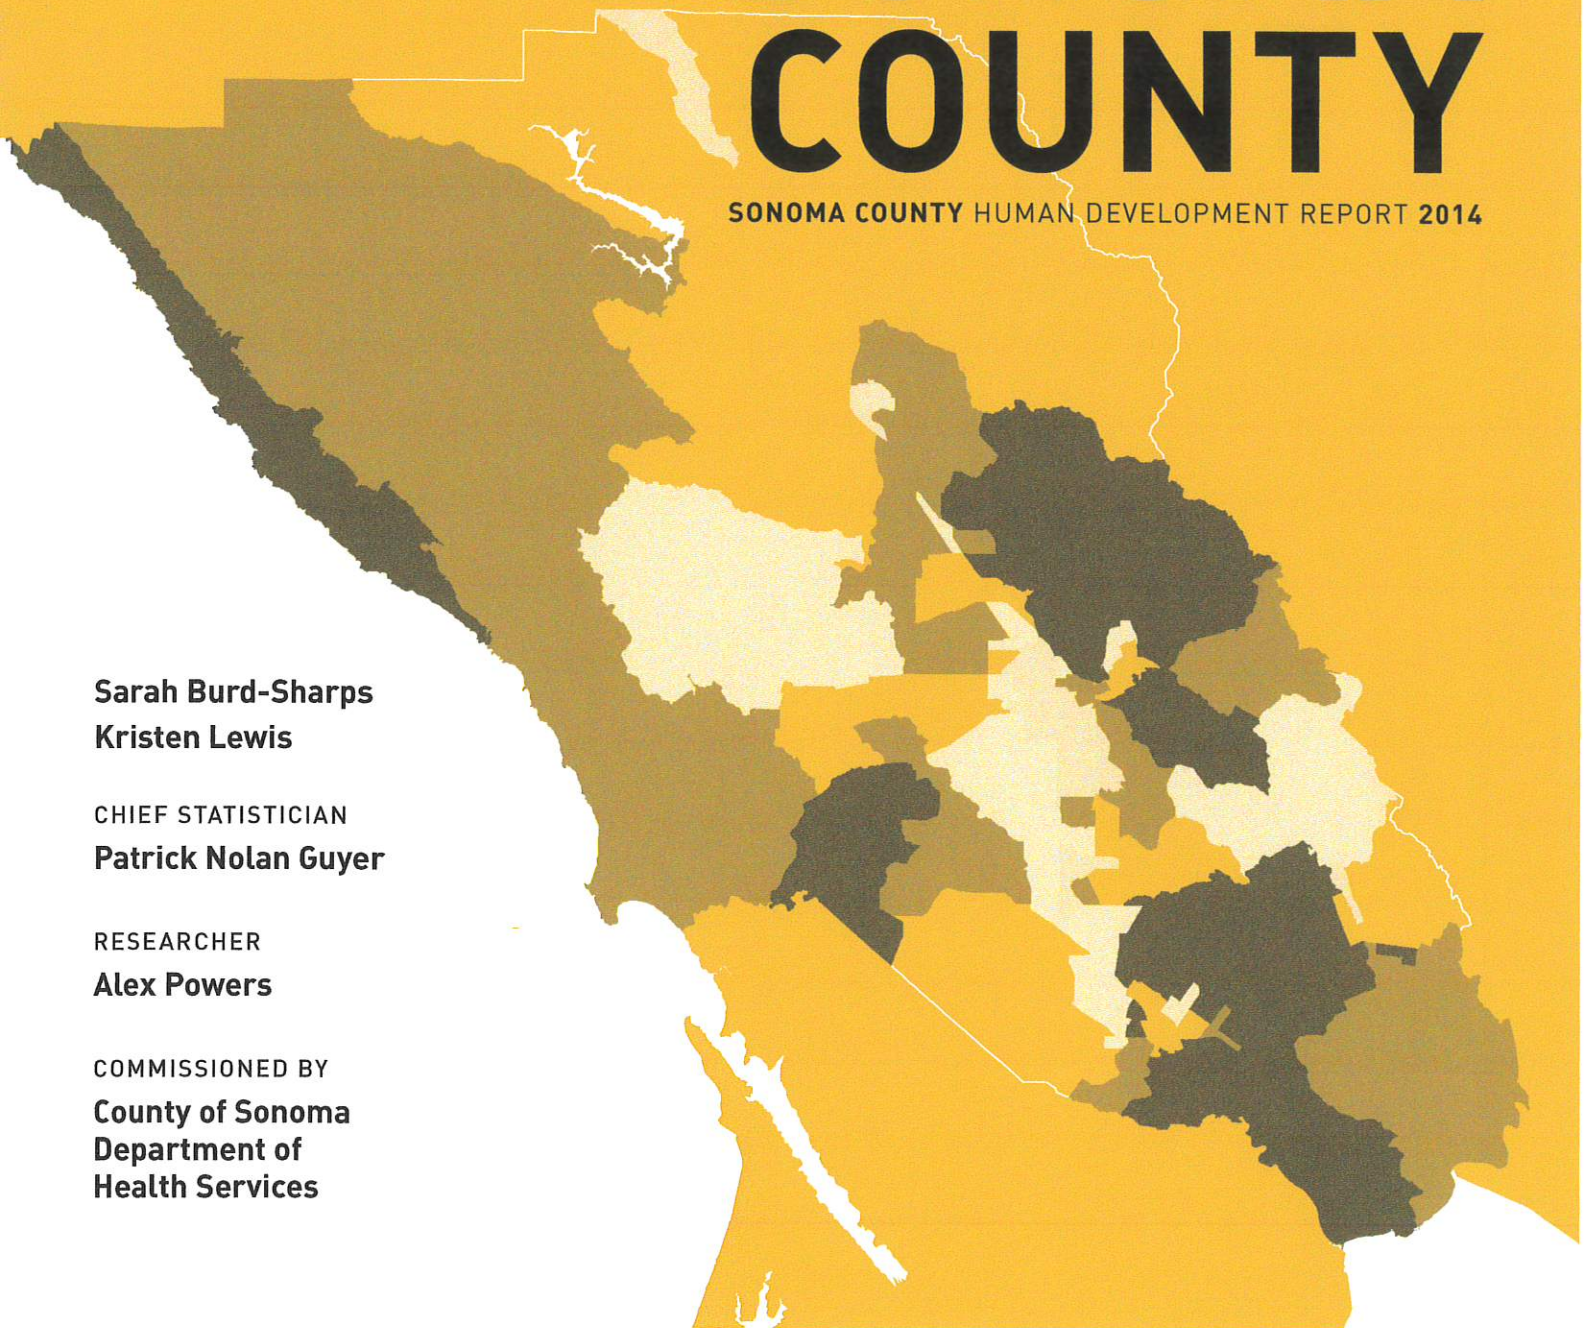 COUNTY
SONOMA COUNTY HUMAN DEVELOPMENT REPORT 2014
Sarah Burd-Sharps
Kristen Lewis
CHIEF STATISTICIAN
Patrick Nolan Guyer
RESEARCHER
Alex Powers
COMMISSIONED BY
County of Sonoma
Department of
Health Services